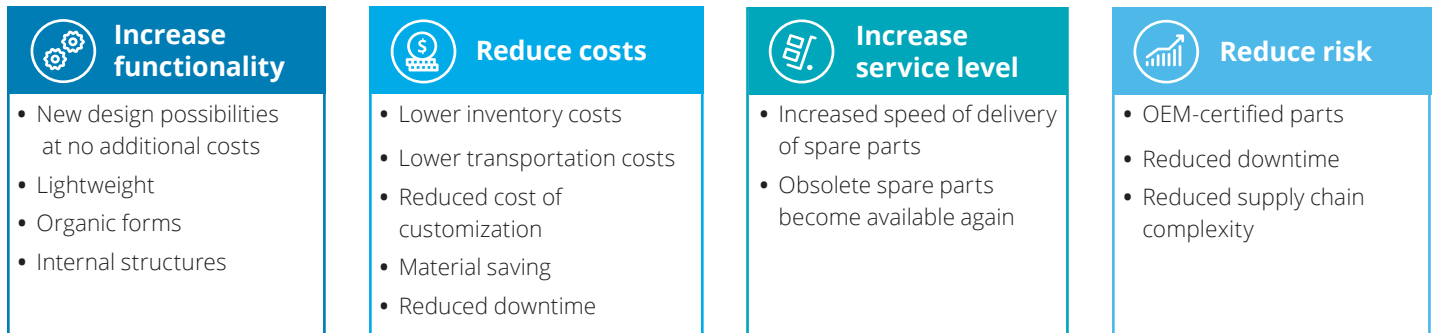 Increase
functionality
• New design possibilities
at no additional costs
• Lightweight
• Organic forms
• Internal structures
$
Reduce costs
• Lower inventory costs
• Lower transportation costs
• Reduced cost of
customization
• Material saving
• Reduced downtime
Increase
service level
• Increased speed of delivery
of spare parts
• Obsolete spare parts
become available again
Reduce risk
• OEM-certified parts
• Reduced downtime
• Reduced supply chain
complexity